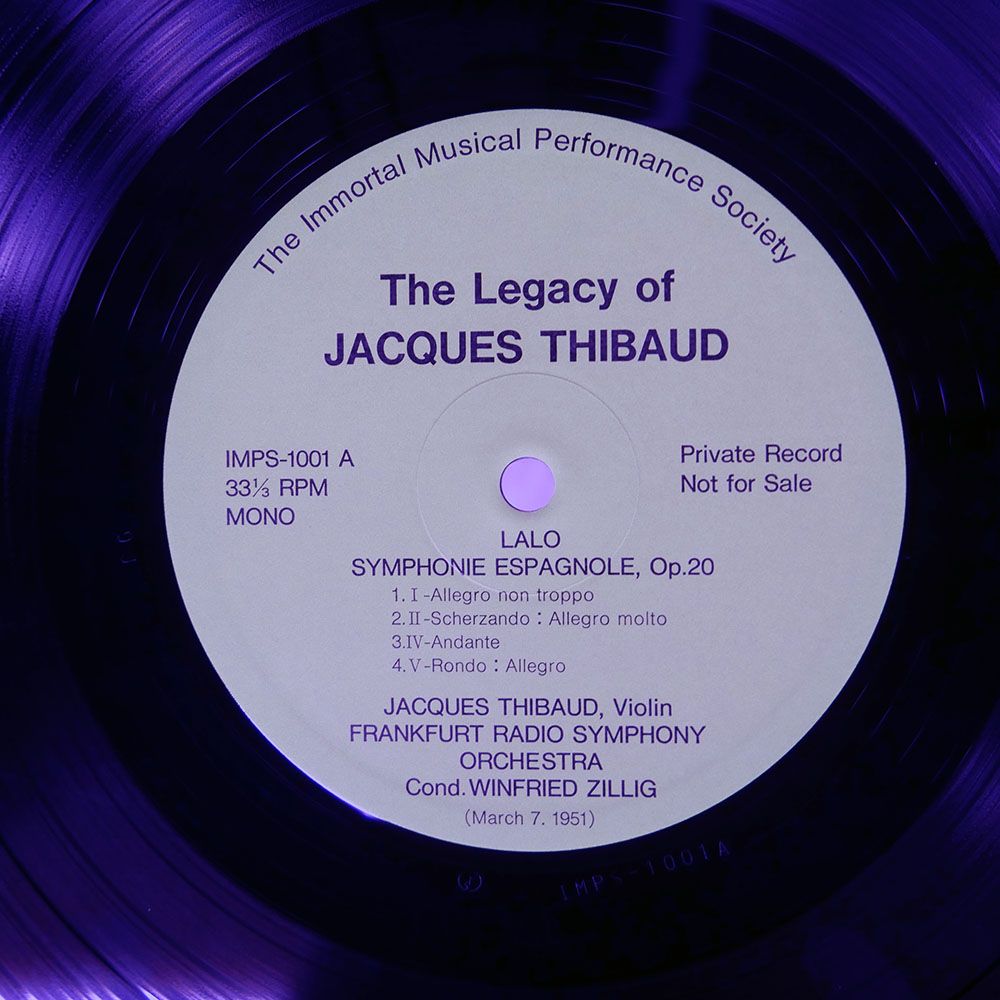 The Immortal Musical Performance Society
The Legacy of
JACQUES THIBAUD
IMPS-1001 A
33⅓ RPM
MONO
Private Record
Not for Sale
LALO
SYMPHONIE ESPAGNOLE, Op.20
1. I -Allegro non troppo
2. II-Scherzando : Allegro molto
3.IV-Andante
4. V-Rondo : Allegro
JACQUES THIBAUD, Violin
FRANKFURT RADIO SYMPHONY
ORCHESTRA
Cond. WINFRIED ZILLIG
(March 7. 1951)
IMPS-1001A